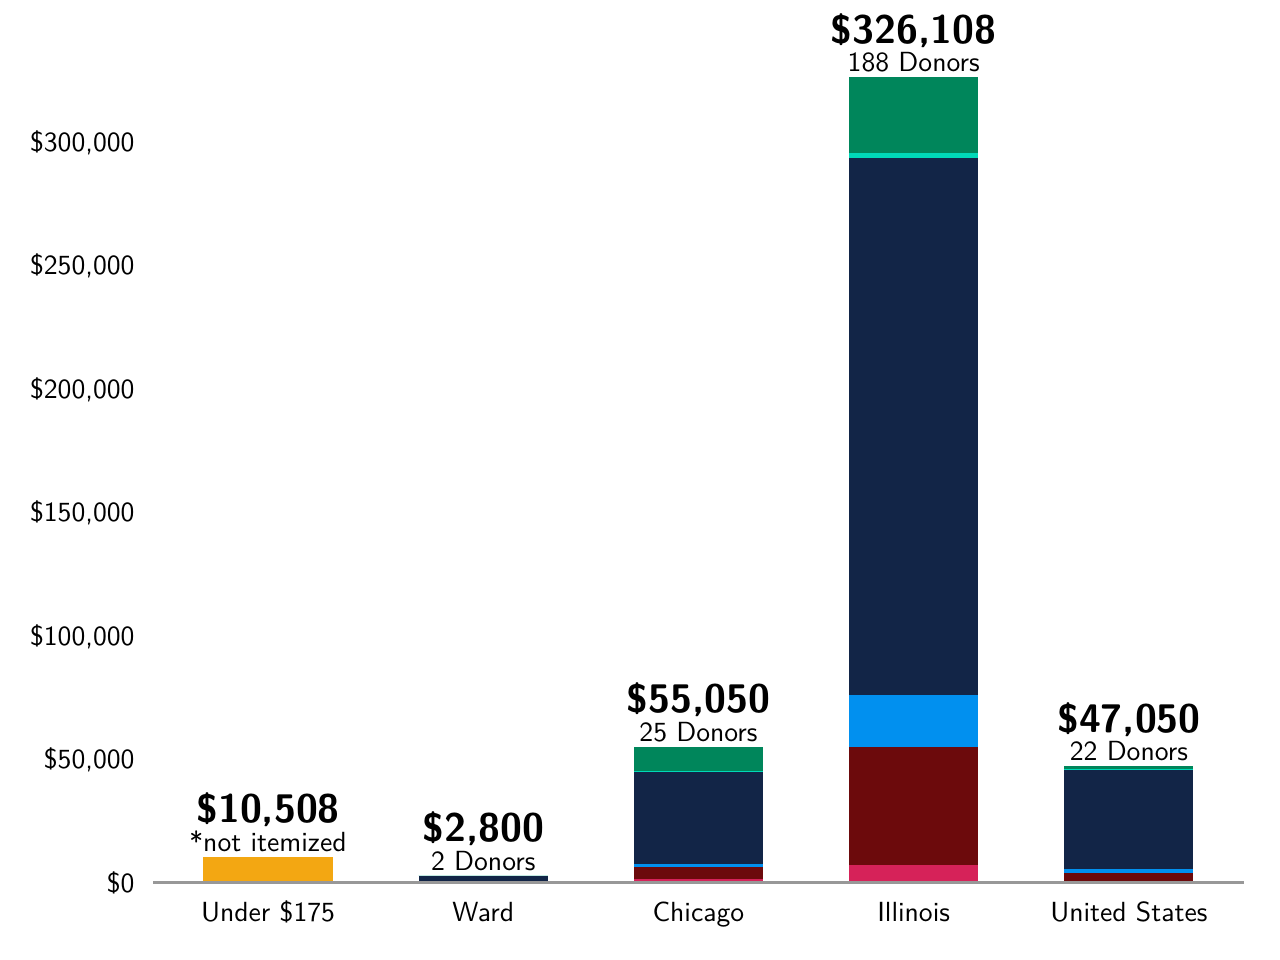 $326,108
188 Donors
$300,000
$250,000
$200,000
$150,000
$100,000
$55,050
25 Donors
$47,050
22 Donors
$50,000
$10,508
*not itemized
$2,800
2 Donors
$0
Under $175 Ward Chicago Illinois United States